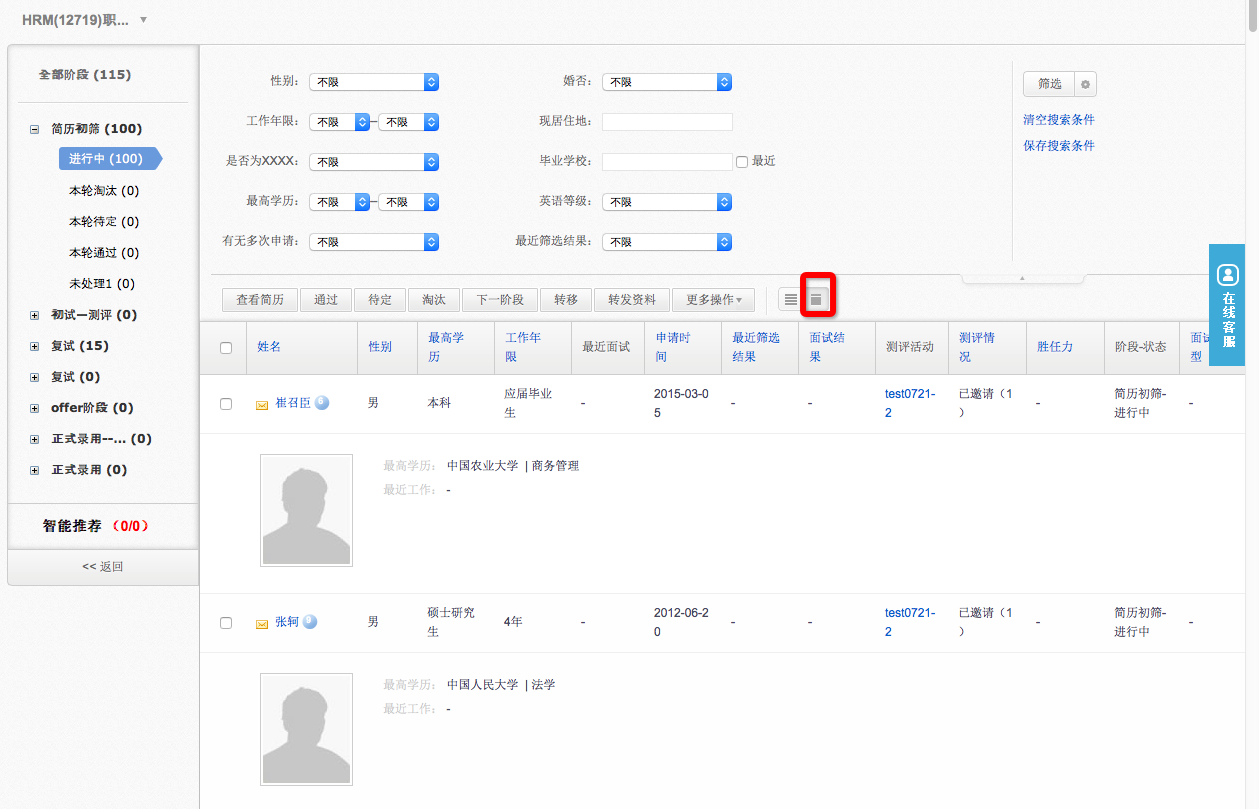 HRM(12719)职...
全部阶段 (115)
简历初筛 (100)
进行中 (100)
本轮淘汰 (0)
本轮待定 (0)
本轮通过 (0)
未处理1 (0)
初试—测评 (0)
复试 (15)
复试 (0)
offer阶段 (0)
正式录用--... (0)
正式录用 (0)
智能推荐 （0/0）
<< 返回
性别： 不限 婚否： 不限
工作年限： 不限 – 不限 现居住地：
是否为XXXX： 不限 毕业学校： 最近
最高学历： 不限 – 不限 英语等级： 不限
有无多次申请： 不限 最近筛选结果： 不限
筛选
清空搜索条件
保存搜索条件
在线客服
查看简历 通过 待定 淘汰 下一阶段 转移 转发资料 更多操作
姓名 性别 最高学历 工作年限 最近面试 申请时间 最近筛选结果 面试结果 测评活动 测评情况 胜任力 阶段-状态 面试型
崔召臣 男 本科 应届毕业生 - 2015-03-05 - - test0721-2 已邀请（1） - 简历初筛-进行中 -
最高学历： 中国农业大学 | 商务管理
最近工作： -
张轲 男 硕士研究生 4年 - 2012-06-20 - - test0721-2 已邀请（1） - 简历初筛-进行中 -
最高学历： 中国人民大学 | 法学
最近工作： -